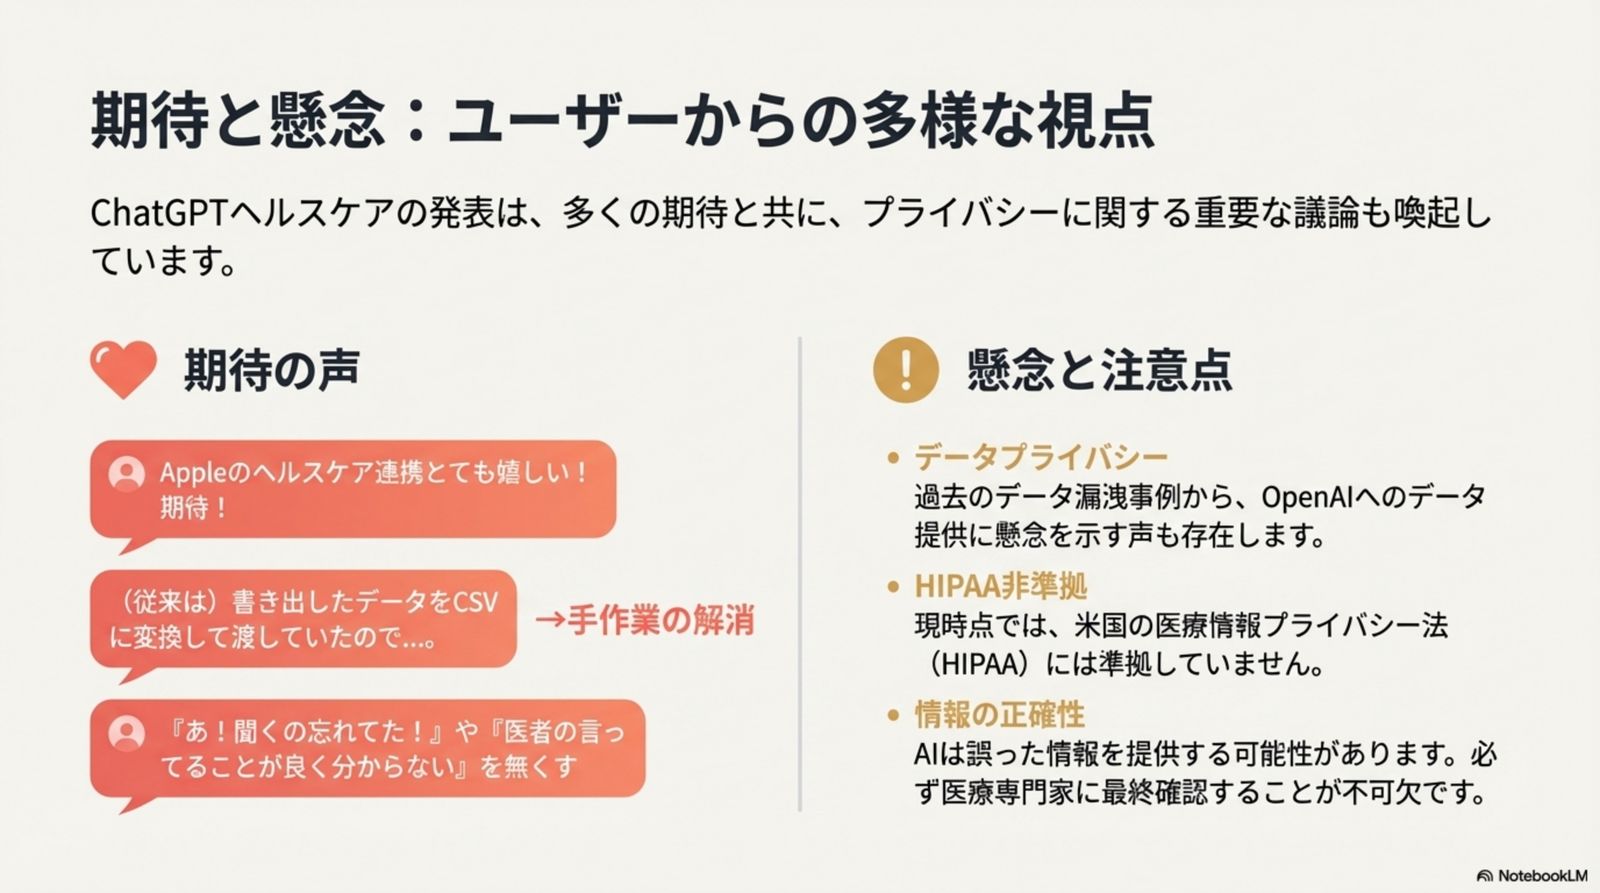 期待と懸念：ユーザーからの多様な視点
ChatGPTヘルスケアの発表は、多くの期待と共に、プライバシーに関する重要な議論も喚起し
ています。
期待の声
Appleのヘルスケア連携とても嬉しい！
期待！
（従来は）書き出したデータをCSV
に変換して渡していたので...。
→手作業の解消
『あ！聞くの忘れてた！』や『医者の言っ
てることが良く分からない』を無くす
懸念と注意点
• データプライバシー
過去のデータ漏洩事例から、OpenAIへのデータ
提供に懸念を示す声も存在します。
• HIPAA非準拠
現時点では、米国の医療情報プライバシー法
（HIPAA）には準拠していません。
• 情報の正確性
AIは誤った情報を提供する可能性があります。必
ず医療専門家に最終確認することが不可欠です。
NotebookLM